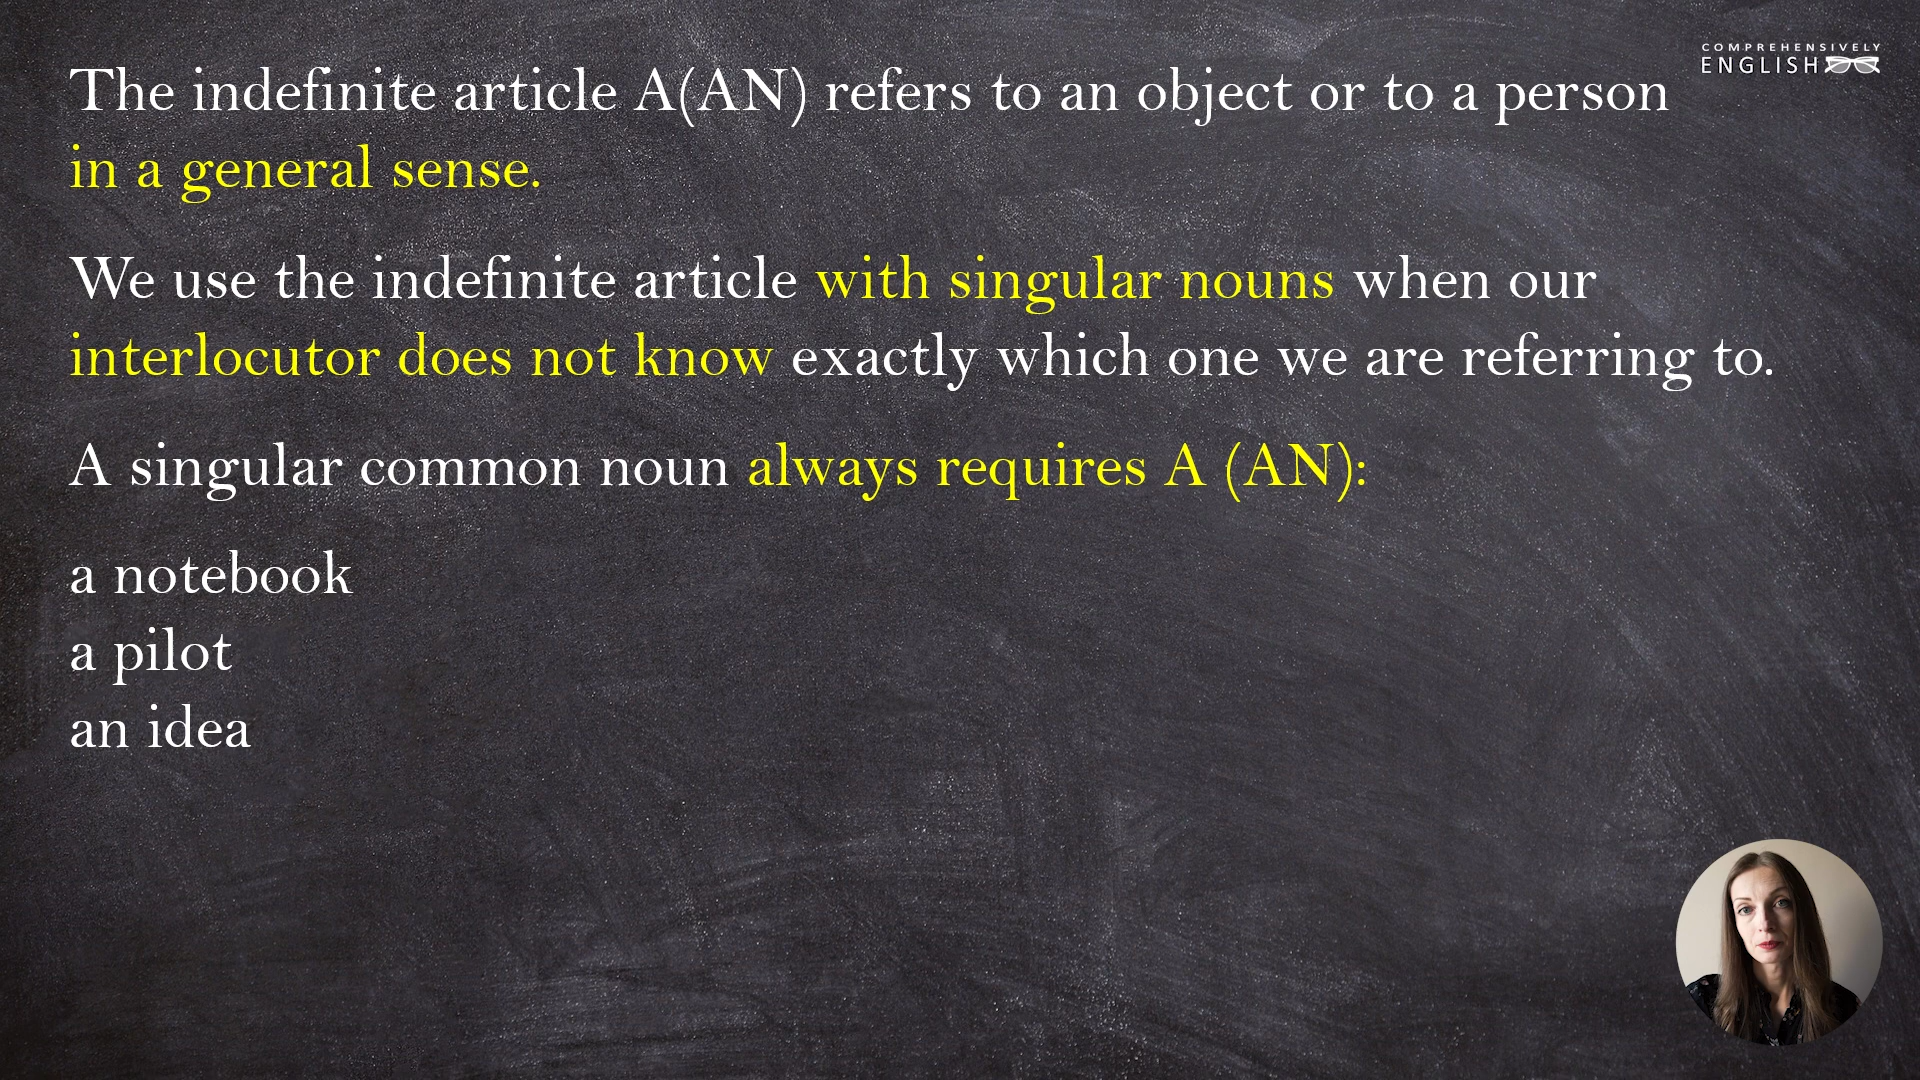 COMPREHENSIVELY
ENGLISH
The indefinite article A(AN) refers to an object or to a person
in a general sense.
We use the indefinite article with singular nouns when our
interlocutor does not know exactly which one we are referring to.
A singular common noun always requires A (AN):
a notebook
a pilot
an idea